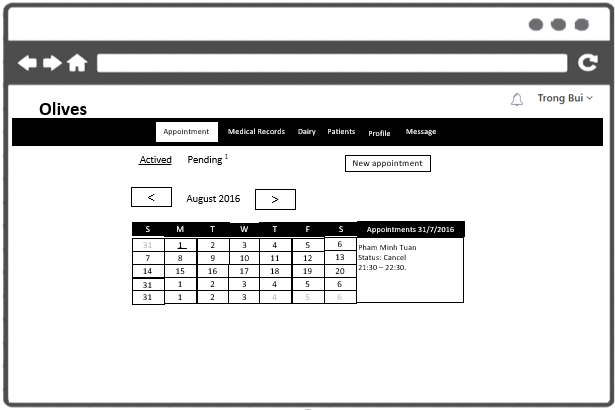 Trong Bui
Olives
Appointment Medical Records Dairy Patients Profile Message
Actived Pending 1 New appointment
< August 2016 >
S M T W T F S Appointments 31/7/2016
31 1 2 3 4 5 6 Pham Minh Tuan
7 8 9 10 11 12 13 Status: Cancel
14 15 16 17 18 19 20 21:30 – 22:30.
31 1 2 3 4 5 6
31 1 2 3 4 5 6